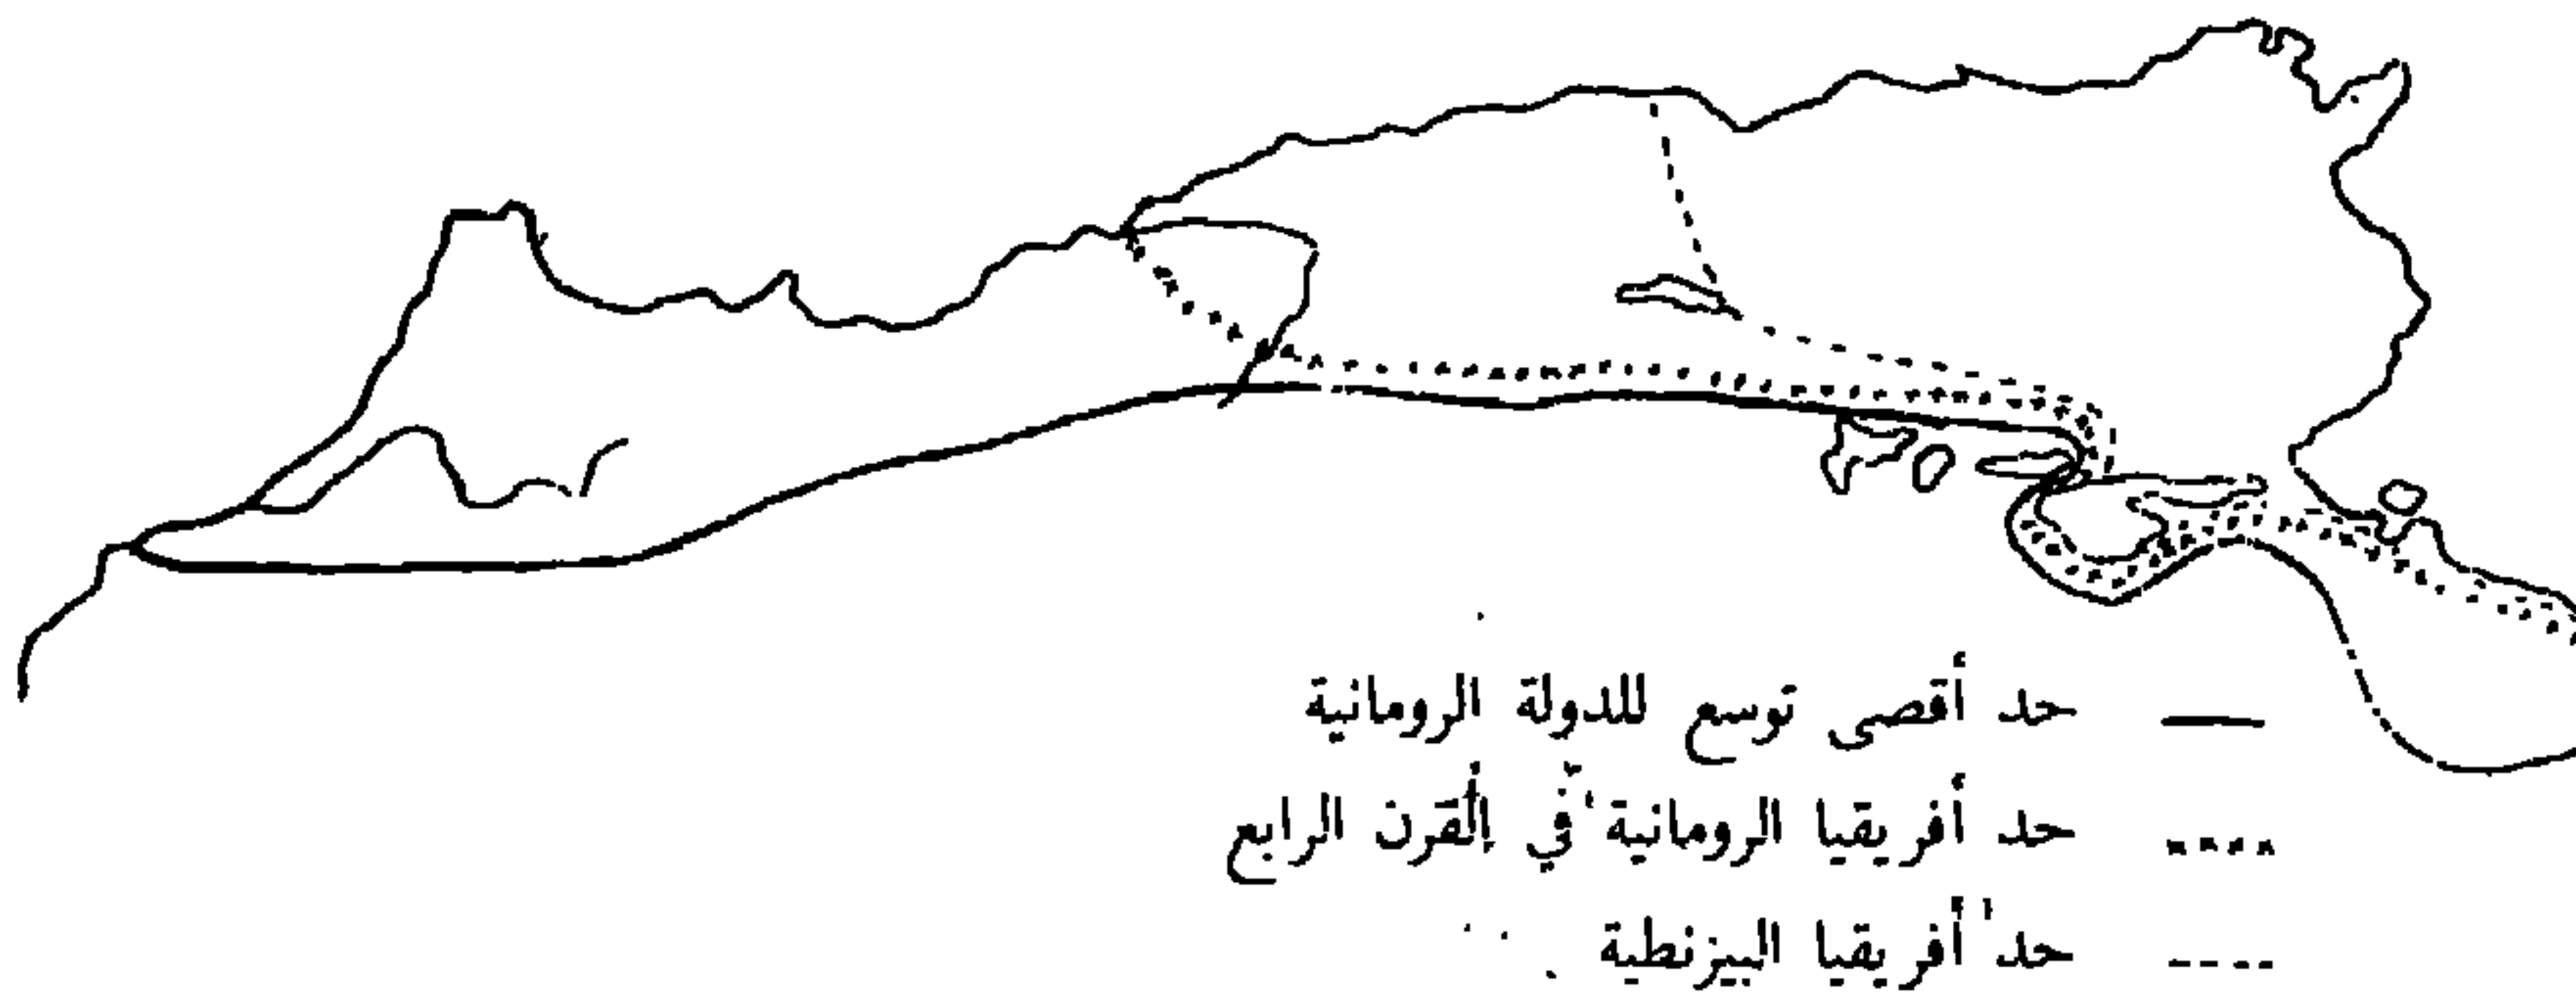 حد أقصى توسع للدولة الرومانية
حد أفريقيا الرومانية في القرن الرابع
حد أفريقيا البيزنطية